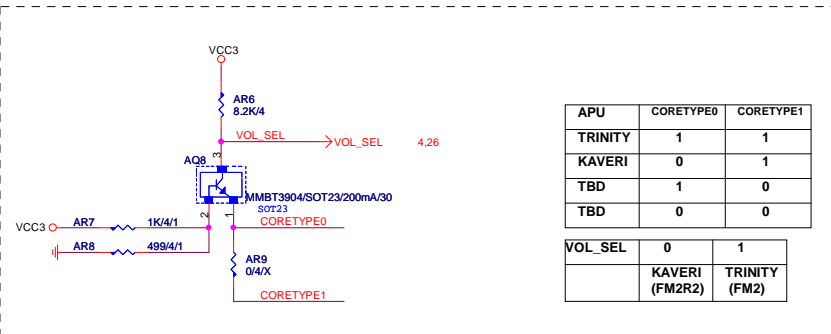 VCC3
AR6
8.2K/4
VOL_SEL
VOL_SEL 4,26
3
AQ8
MMBT3904/SOT23/200mA/30
SOT23
2
1
CORETYPE0
VCC3
AR7
1K/4/1
AR8
499/4/1
AR9
0/4/X
CORETYPE1
APU CORETYPE0 CORETYPE1
TRINITY 1 1
KAVERI 0 1
TBD 1 0
TBD 0 0
VOL_SEL 0 1
KAVERI TRINITY
(FM2R2) (FM2)